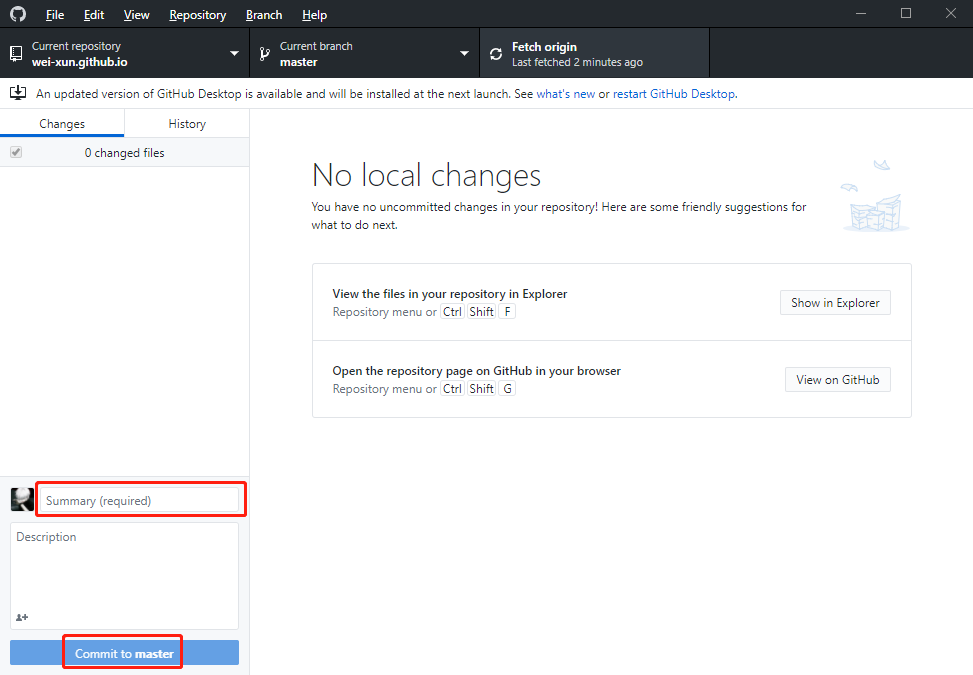 File Edit View Repository Branch Help
Current repository
wei-xun.github.io
Current branch
master
Fetch origin
Last fetched 2 minutes ago
An updated version of GitHub Desktop is available and will be installed at the next launch. See what's new or restart GitHub Desktop.
Changes
History
0 changed files
No local changes
You have no uncommitted changes in your repository! Here are some friendly suggestions for
what to do next.
View the files in your repository in Explorer
Repository menu or Ctrl Shift F
Show in Explorer
Open the repository page on GitHub in your browser
Repository menu or Ctrl Shift G
View on GitHub
Summary (required)
Description
Commit to master